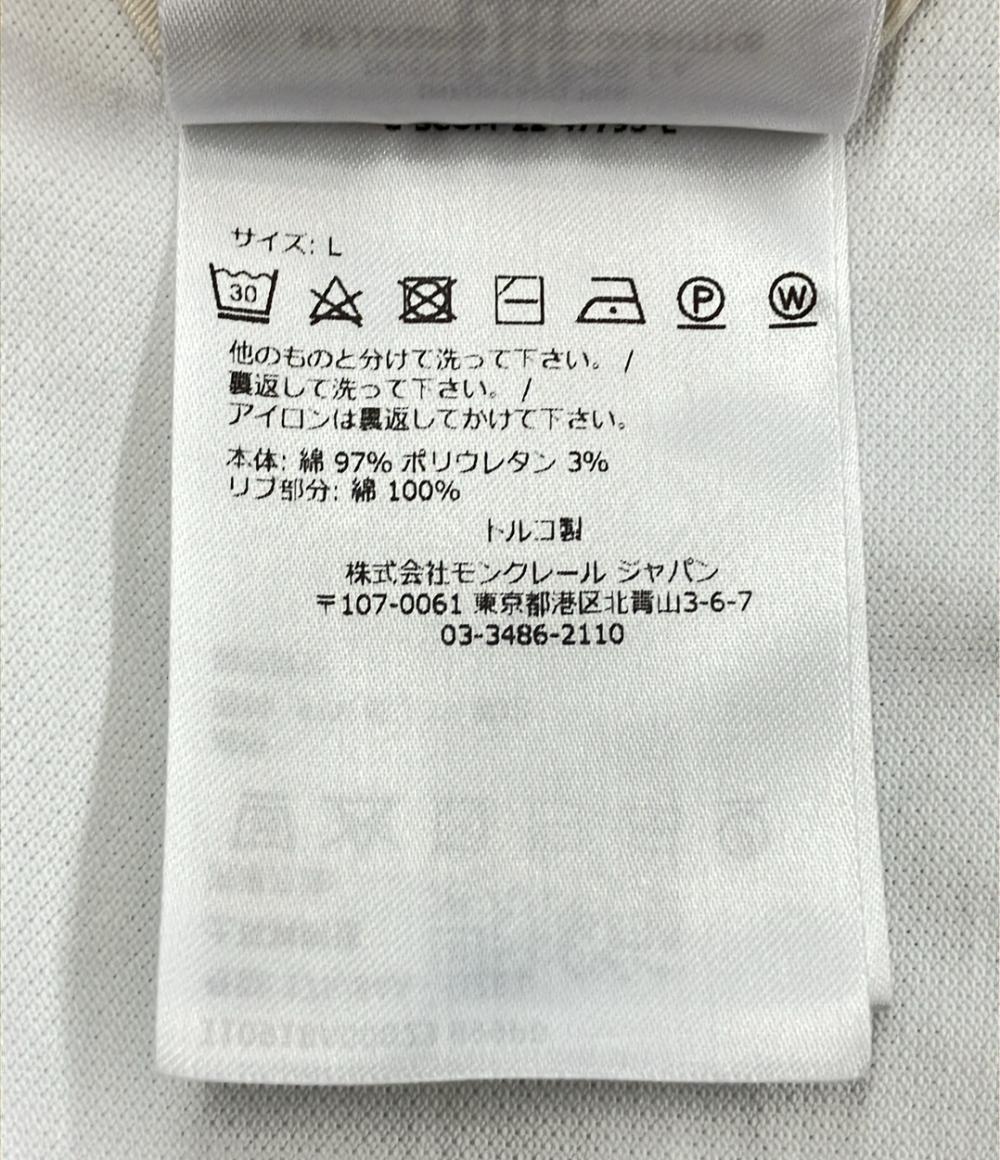 サイズ: L
30
P
W
他のものと分けて洗って下さい。 /
裏返して洗って下さい。 /
アイロンは裏返してかけて下さい。
本体: 綿 97% ポリウレタン 3%
リブ部分: 綿 100%
トルコ製
株式会社モンクレール ジャパン
〒107-0061 東京都港区北青山3-6-7
03-3486-2110